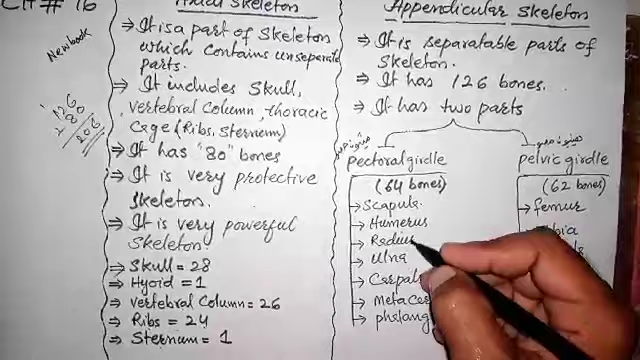 CH # 16
Newbook
126
+ 80
206
Axial Skeleton
→ It is a part of Skeleton
which contains unseparate
parts.
→ It includes Skull,
vertebral Column, thoracic
Cage (Ribs, Sternum)
→ It has "80" bones
→ It is very protective
Skeleton.
→ It is very powerful
Skeleton
⇒ Skull = 28
⇒ Hyoid = 1
⇒ vertebral Column = 26
⇒ Ribs = 24
⇒ Sternum = 1
Appendicular Skeleton
⇒ It is separatable parts of
Skeleton.
⇒ It has 126 bones.
⇒ It has two parts
pectoral girdle
(64 bones)
→ Scapula.
→ Humerus
→ Radius
→ Ulna
→ Carpal
→ Metacar
→ phelang
pelvic girdle
(62 bones)
→ femur